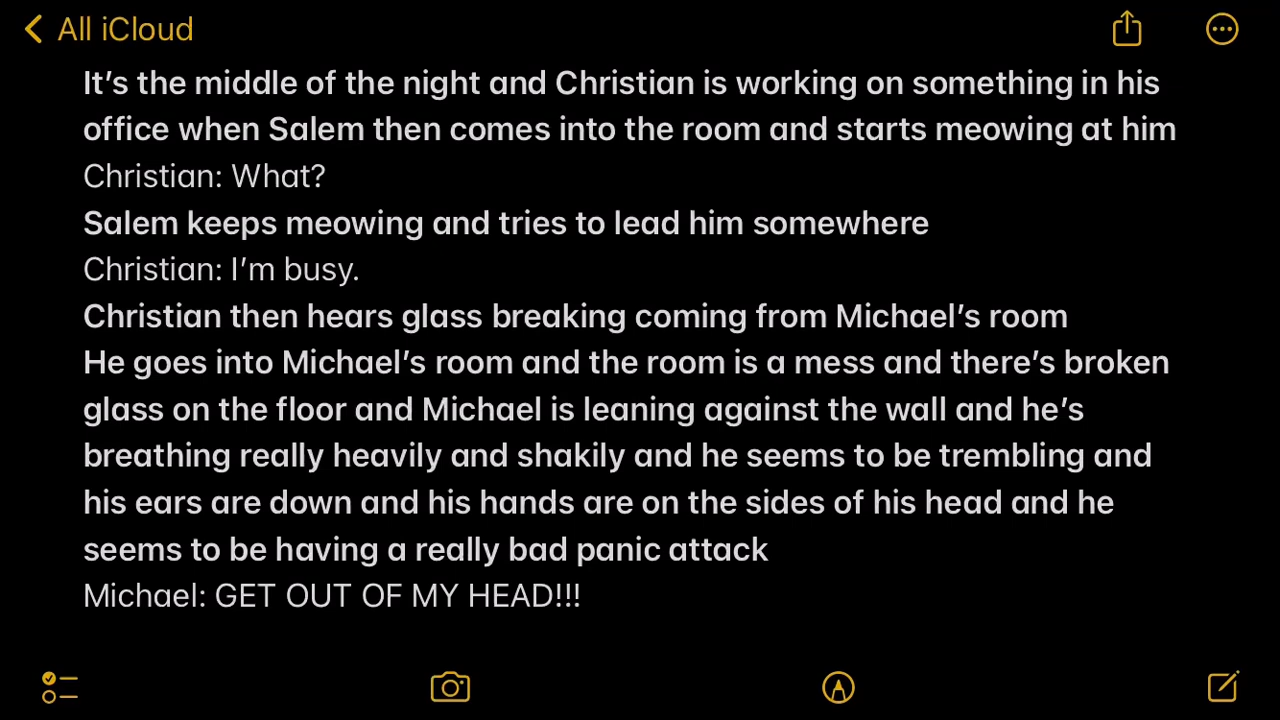 All iCloud
It’s the middle of the night and Christian is working on something in his
office when Salem then comes into the room and starts meowing at him
Christian: What?
Salem keeps meowing and tries to lead him somewhere
Christian: I’m busy.
Christian then hears glass breaking coming from Michael’s room
He goes into Michael’s room and the room is a mess and there’s broken
glass on the floor and Michael is leaning against the wall and he’s
breathing really heavily and shakily and he seems to be trembling and
his ears are down and his hands are on the sides of his head and he
seems to be having a really bad panic attack
Michael: GET OUT OF MY HEAD!!!